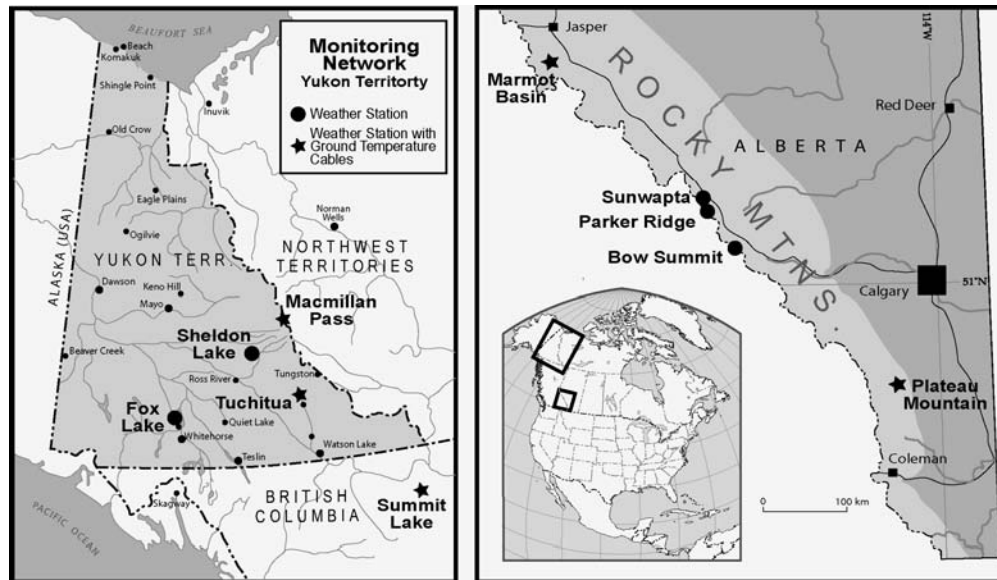 BEAUFORT SEA
Beach
Komakuk
Shingle Point
Inuvik
Old Crow
Monitoring
Network
Yukon Territorty
Weather Station
Weather Station with
Ground Temperature
Cables
Eagle Plains
Norman
Wells
Ogilvie
ALASKA (USA)
YUKON TERR.
NORTHWEST
TERRITORIES
Dawson
Keno Hill
Mayo
Macmillan
Pass
Sheldon
Lake
Beaver Creek
Ross River
Tungsten
Tuchitua
Fox
Lake
Quiet Lake
Whitehorse
Watson Lake
Teslin
Skagway
BRITISH
COLUMBIA
Summit
Lake
PACIFIC OCEAN
Jasper
114°W
Marmot
Basin
ROCKY MTNS.
Red Deer
ALBERTA
Sunwapta
Parker Ridge
Bow Summit
Calgary
51°N
Plateau
Mountain
Coleman
0 100 km